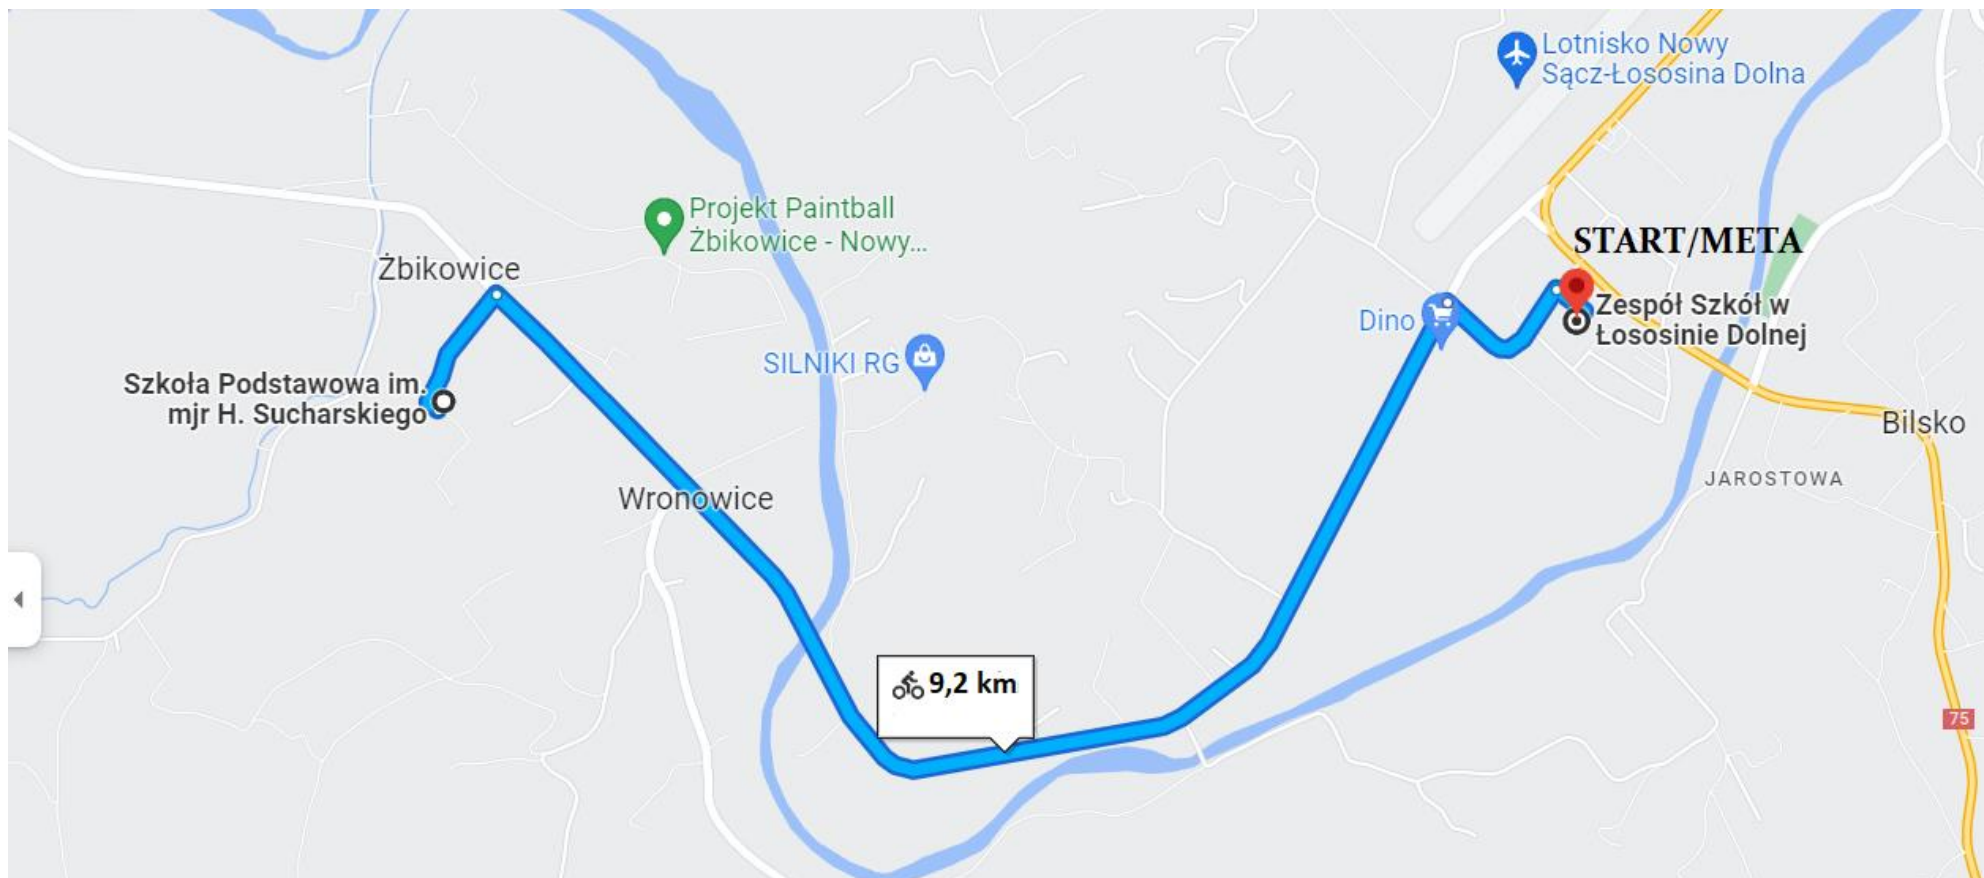 Lotnisko Nowy
Sącz-Łososina Dolna
Projekt Paintball
Żbikowice - Nowy...
START/META
Żbikowice
Zespół Szkół w
Łososinie Dolnej
Dino
SILNIKI RG
Szkoła Podstawowa im.
mjr H. Sucharskiego
Bilsko
JAROSTOWA
Wronowice
9,2 km
75